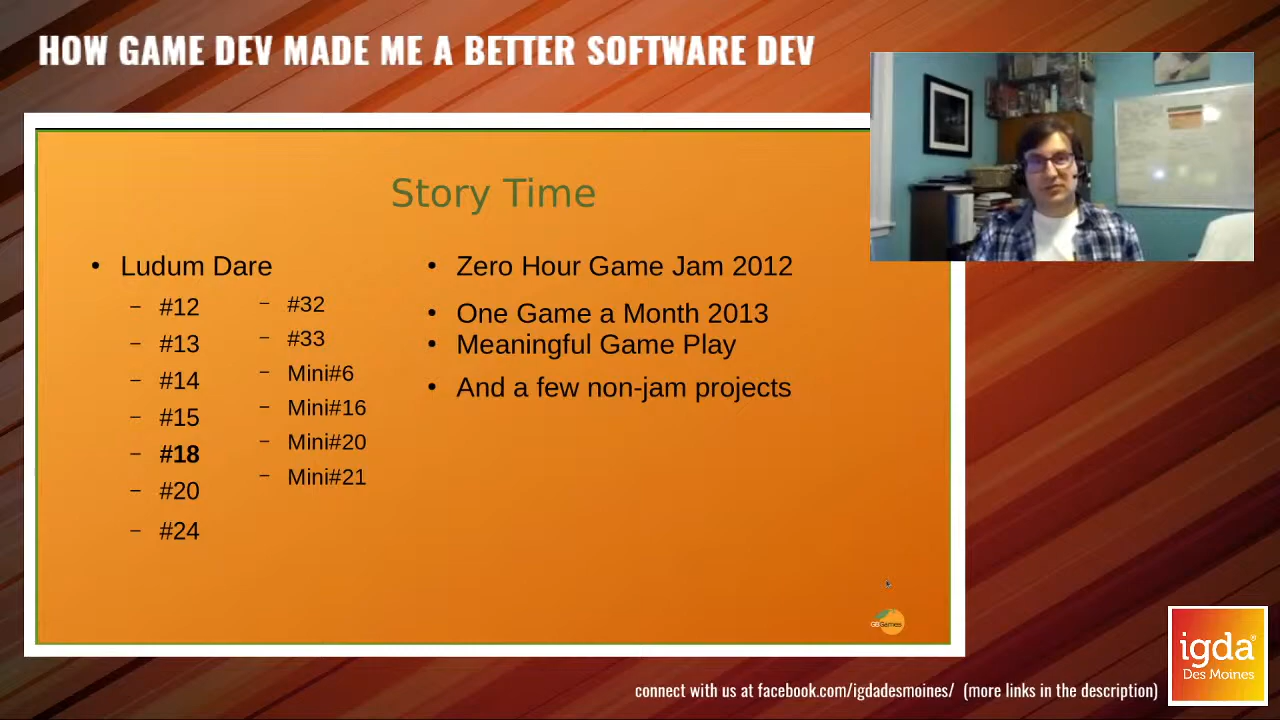 HOW GAME DEV MADE ME A BETTER SOFTWARE DEV
Story Time
• Ludum Dare
– #12
– #13
– #14
– #15
– #18
– #20
– #24
– #32
– #33
– Mini#6
– Mini#16
– Mini#20
– Mini#21
• Zero Hour Game Jam 2012
• One Game a Month 2013
• Meaningful Game Play
• And a few non-jam projects
GBGames
igda®
Des Moines
connect with us at facebook.com/igdadesmoines/ (more links in the description)